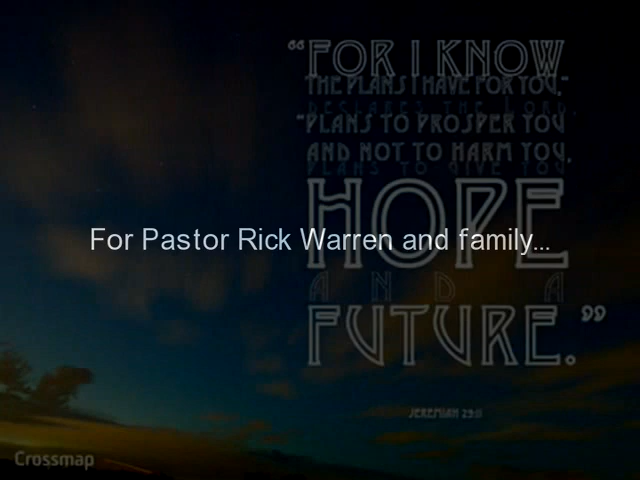 “FOR I KNOW
THE PLANS I HAVE FOR YOU,”
DECLARES THE LORD,
“PLANS TO PROSPER YOU
AND NOT TO HARM YOU,
PLANS TO GIVE YOU
HOPE
For Pastor Rick Warren and family...
AND A
FUTURE.”
JEREMIAH 29:11
Crossmap